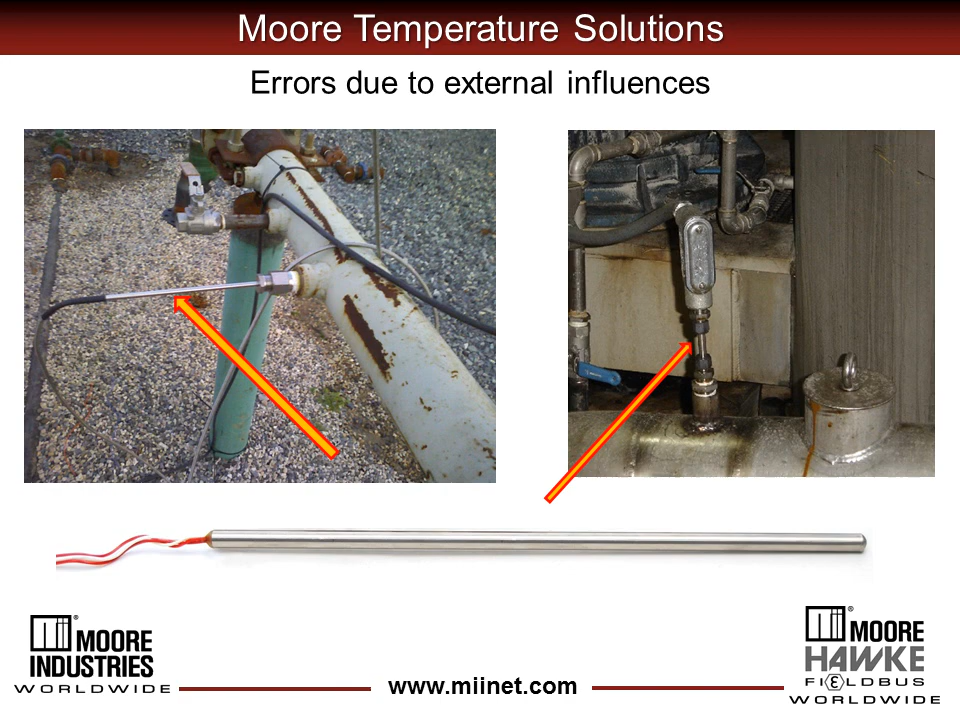 Moore Temperature Solutions
Errors due to external influences
MOORE
INDUSTRIES
WORLDWIDE
www.miinet.com
MOORE
HAWKE
FIELDBUS
WORLDWIDE